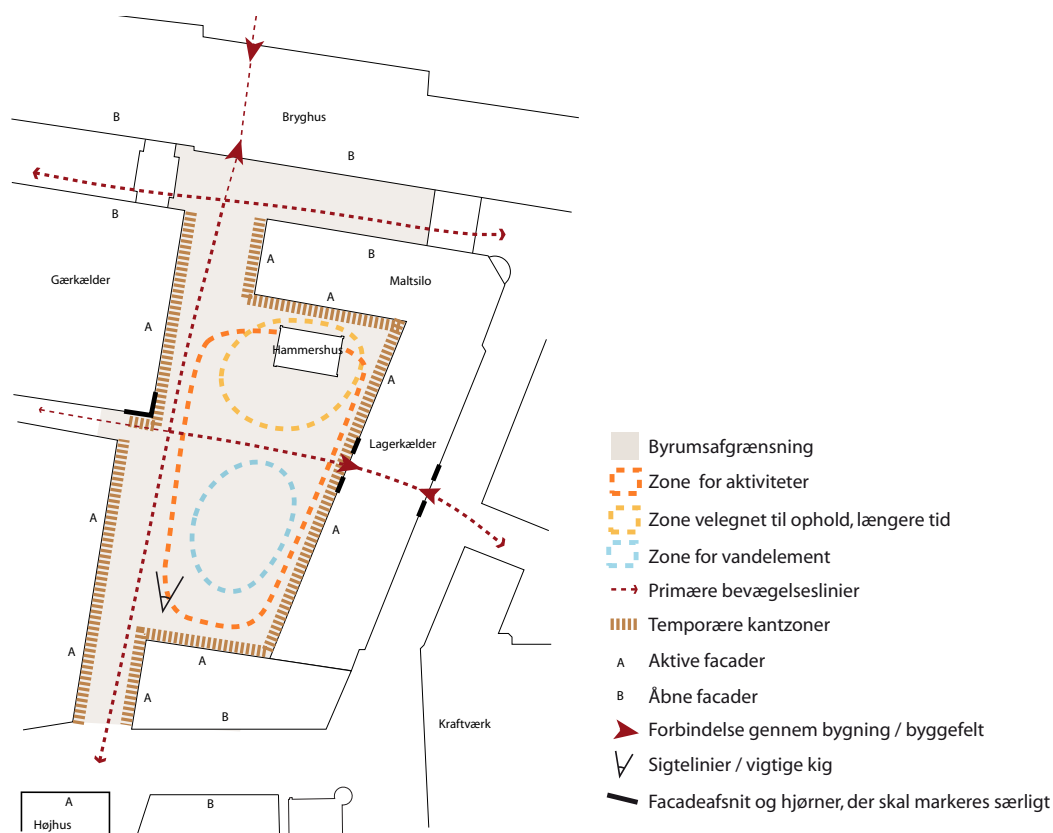 B
Bryghus
B
B
B
Gærkælder
A
Maltsilo
A
A
Hammershus
A
Lagerkælder
A
A
A
A
A
B
Kraftværk
A
Højhus
B
Byrumsafgrænsning
Zone for aktiviteter
Zone velegnet til ophold, længere tid
Zone for vandelement
Primære bevægelseslinier
Temporære kantzoner
A Aktive facader
B Åbne facader
Forbindelse gennem bygning / byggefelt
Sigtelinier / vigtige kig
Facadeafsnit og hjørner, der skal markeres særligt